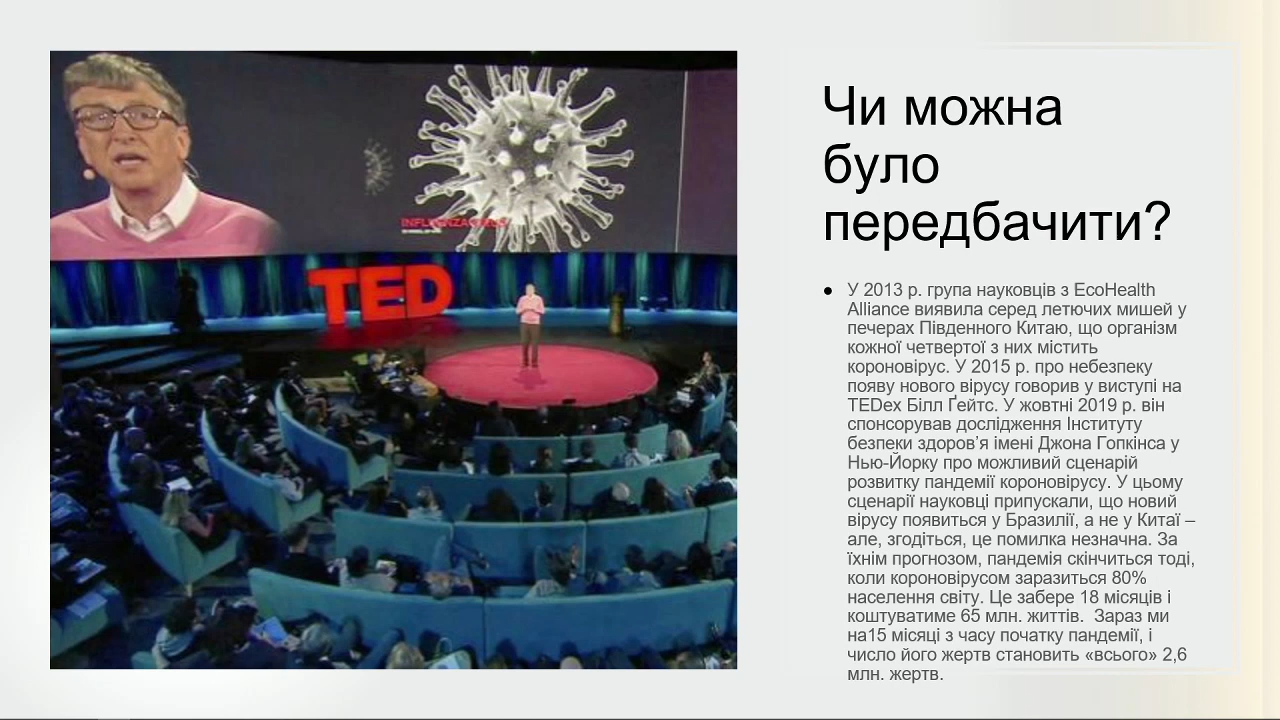 INFLUENZA
TED
Чи можна
було
передбачити?
● У 2013 р. група науковців з EcoHealth
Alliance виявила серед летючих мишей у
печерах Південного Китаю, що організм
кожної четвертої з них містить
короновірус. У 2015 р. про небезпеку
появу нового вірусу говорив у виступі на
TEDex Білл Ґейтс. У жовтні 2019 р. він
спонсорував дослідження Інституту
безпеки здоров’я імені Джона Гопкінса у
Нью-Йорку про можливий сценарій
розвитку пандемії короновірусу. У цьому
сценарії науковці припускали, що новий
вірусу появиться у Бразилії, а не у Китаї –
але, згодіться, це помилка незначна. За
їхнім прогнозом, пандемія скінчиться тоді,
коли короновірусом заразиться 80%
населення світу. Це забере 18 місяців і
коштуватиме 65 млн. життів.  Зараз ми
на15 місяці з часу початку пандемії, і
число його жертв становить «всього» 2,6
млн. жертв.